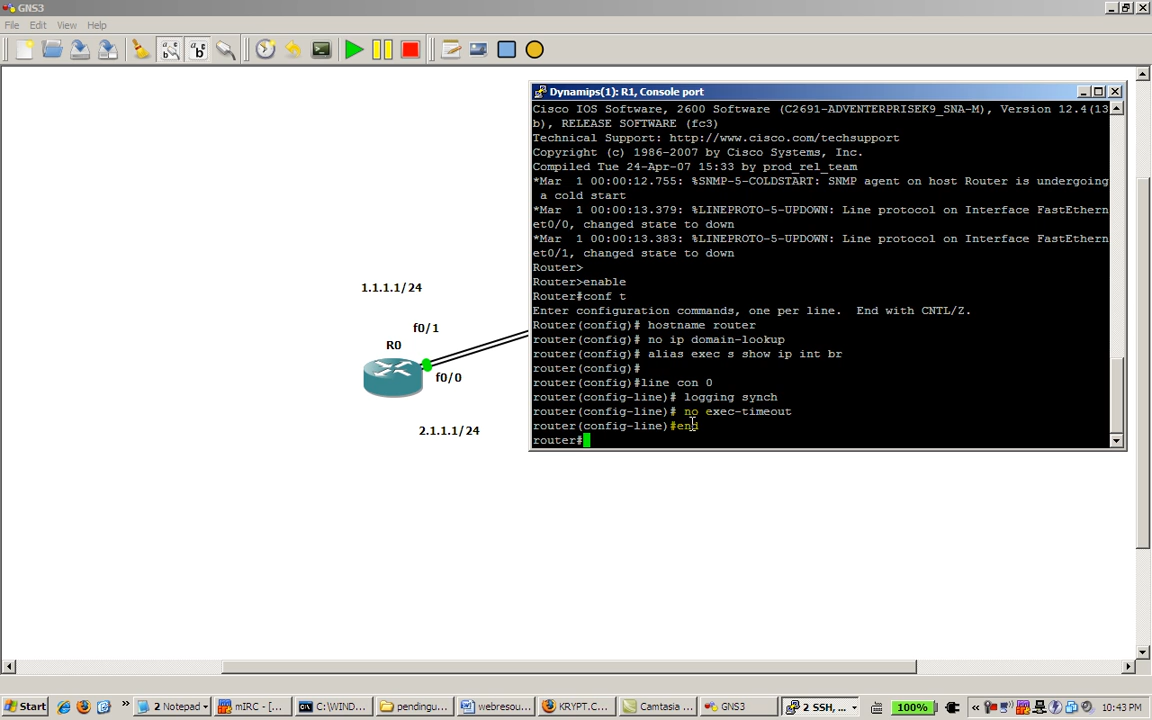 GNS3
File Edit View Help
Dynamips(1): R1, Console port
Cisco IOS Software, 2600 Software (C2691-ADVENTERPRISEK9_SNA-M), Version 12.4(13
b), RELEASE SOFTWARE (fc3)
Technical Support: http://www.cisco.com/techsupport
Copyright (c) 1986-2007 by Cisco Systems, Inc.
Compiled Tue 24-Apr-07 15:33 by prod_rel_team
*Mar  1 00:00:12.755: %SNMP-5-COLDSTART: SNMP agent on host Router is undergoing
 a cold start
*Mar  1 00:00:13.379: %LINEPROTO-5-UPDOWN: Line protocol on Interface FastEthern
et0/0, changed state to down
*Mar  1 00:00:13.383: %LINEPROTO-5-UPDOWN: Line protocol on Interface FastEthern
et0/1, changed state to down
Router>
Router>enable
Router#conf t
Enter configuration commands, one per line.  End with CNTL/Z.
Router(config)# hostname router
router(config)# no ip domain-lookup
router(config)# alias exec s show ip int br
router(config)#
router(config)#line con 0
router(config-line)# logging synch
router(config-line)# no exec-timeout
router(config-line)#end
router#
1.1.1.1/24
f0/1
R0
f0/0
2.1.1.1/24
Start » 2 Notepad mIRC - [... C:\WIND... pendingu... webresou... KRYPT.C... Camtasia ... GNS3 2 SSH, ... 100% « 10:43 PM